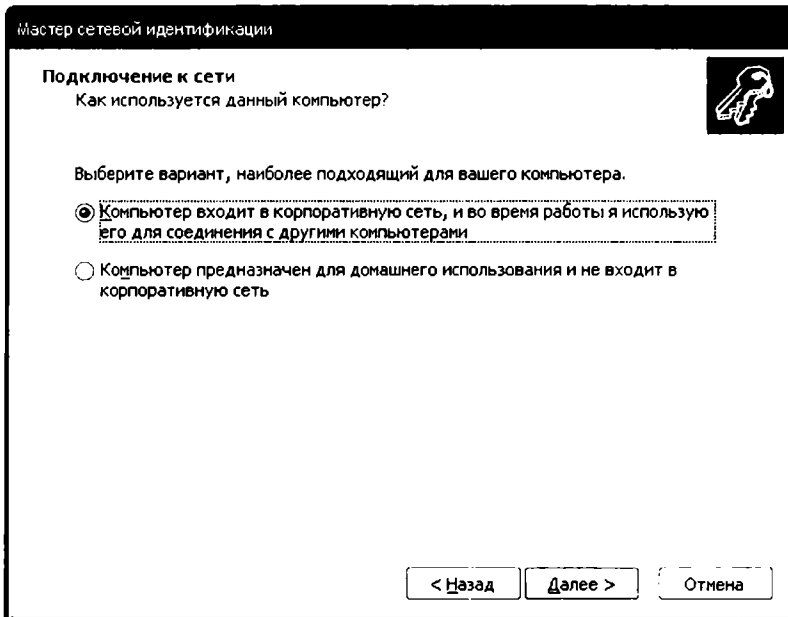 Мастер сетевой идентификации
Подключение к сети
Как используется данный компьютер?
Выберите вариант, наиболее подходящий для вашего компьютера.
Компьютер входит в корпоративную сеть, и во время работы я использую
его для соединения с другими компьютерами
Компьютер предназначен для домашнего использования и не входит в
корпоративную сеть
< Назад Далее > Отмена